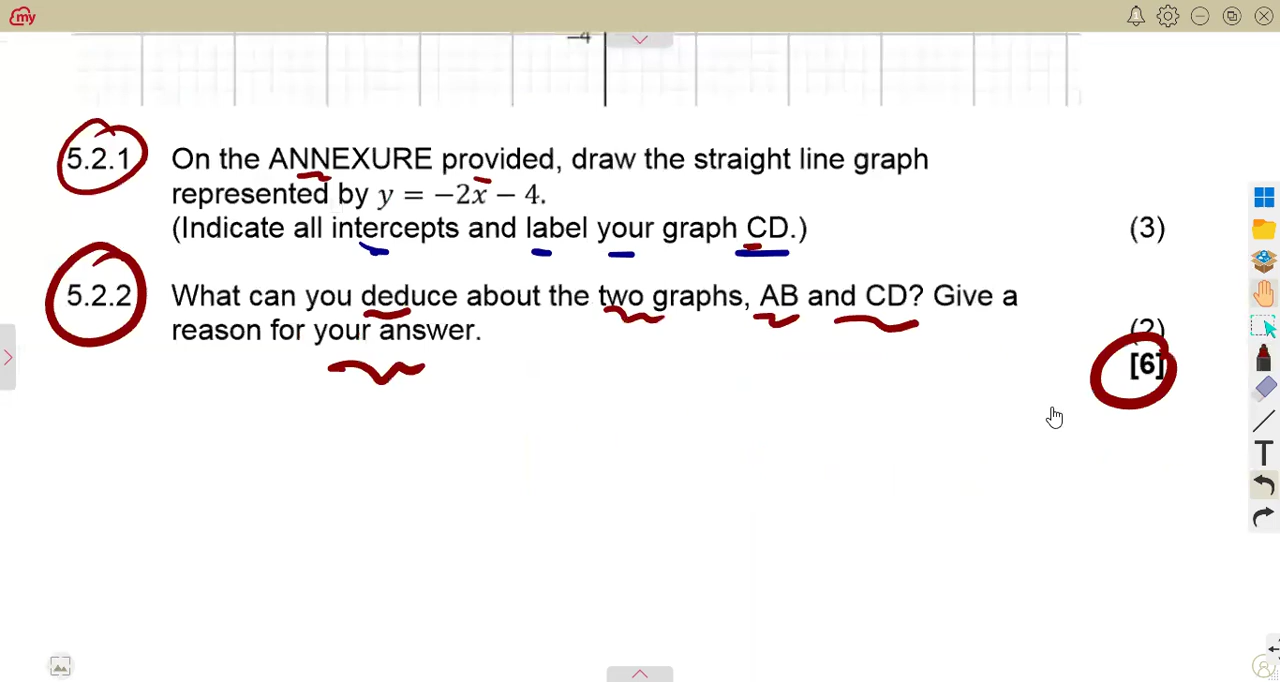 my
−4
5.2.1 On the ANNEXURE provided, draw the straight line graph
represented by y = −2x − 4.
(Indicate all intercepts and label your graph CD.) (3)
5.2.2 What can you deduce about the two graphs, AB and CD? Give a
reason for your answer. (2)
[6]
T